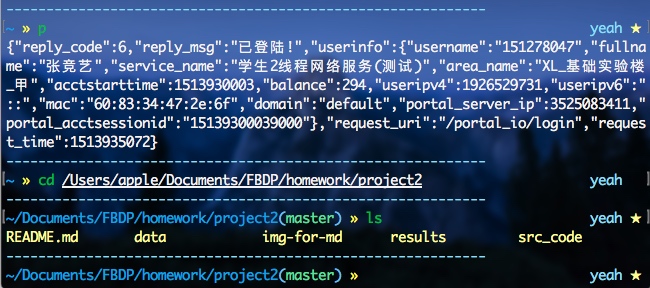 ~ » p yeah ★
{"reply_code":6,"reply_msg":"已登陆!","userinfo":{"username":"151278047","fullna
me":"张竞艺","service_name":"学生2线程网络服务(测试)","area_name":"XL_基础实验楼
_甲","acctstarttime":1513930003,"balance":294,"useripv4":1926529731,"useripv6":"
::","mac":"60:83:34:47:2e:6f","domain":"default","portal_server_ip":3525083411,"
portal_acctsessionid":"15139300039000"},"request_uri":"/portal_io/login","reques
t_time":1513935072}
~ » cd /Users/apple/Documents/FBDP/homework/project2 yeah
~/Documents/FBDP/homework/project2(master) » ls yeah ★
README.md data img-for-md results src_code
~/Documents/FBDP/homework/project2(master) » yeah ★